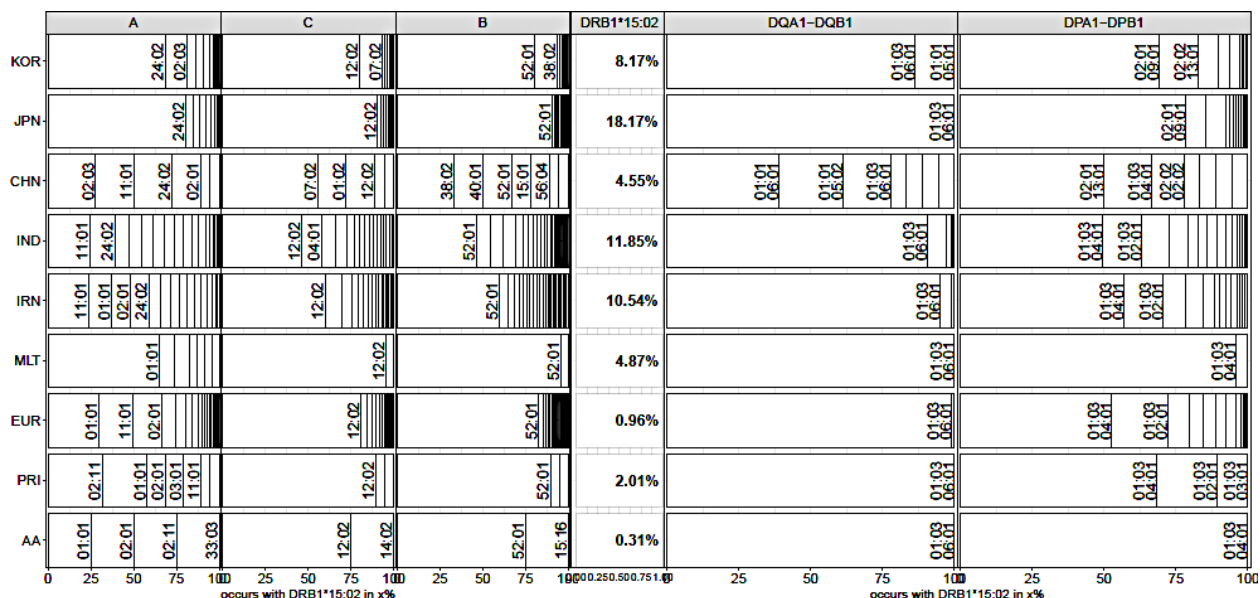 A C B DRB1*15:02 DQA1-DQB1 DPA1-DPB1
KOR 24:02 02:03 12:02 07:02 52:01 38:02 8.17% 01:03 06:01 01:01 05:01 02:01 09:01 02:02 13:01
JPN 24:02 12:02 52:01 18.17% 01:03 06:01 02:01 09:01
CHN 02:03 11:01 24:02 02:01 07:02 01:02 12:02 38:02 40:01 52:01 15:01 56:04 4.55% 01:01 06:01 01:01 05:02 01:03 06:01 02:01 13:01 01:03 04:01 02:02 02:02
IND 11:01 24:02 12:02 04:01 52:01 11.85% 01:03 06:01 01:03 04:01 01:03 02:01
IRN 11:01 01:01 02:01 24:02 12:02 52:01 10.54% 01:03 06:01 01:03 04:01 01:03 02:01
MLT 01:01 12:02 52:01 4.87% 01:03 06:01 01:03 04:01
EUR 01:01 11:01 02:01 12:02 52:01 0.96% 01:03 06:01 01:03 04:01 01:03 02:01
PRI 02:11 01:01 02:01 03:01 11:01 12:02 52:01 2.01% 01:03 06:01 01:03 04:01 01:03 02:01 01:03 03:01
AA 01:01 02:01 02:11 33:03 12:02 14:02 52:01 15:16 0.31% 01:03 06:01 01:03 04:01
0 25 50 75 25 50 75 25 50 75 0.25 0.50 0.75 25 50 75 25 50 75 100
occurs with DRB1*15:02 in x% occurs with DRB1*15:02 in x%